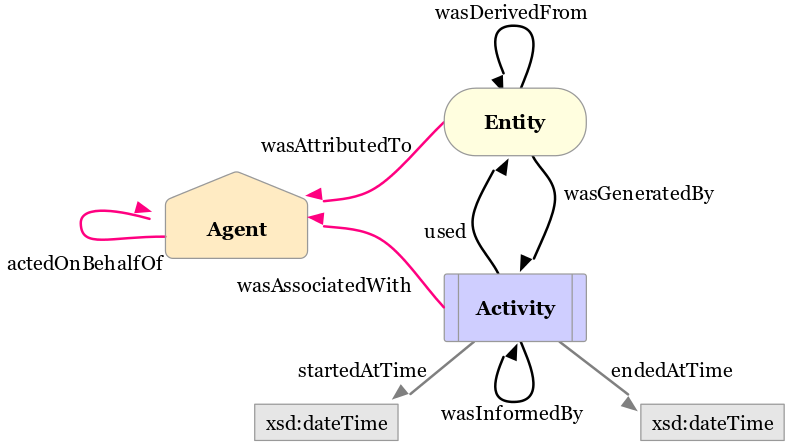 wasDerivedFrom
Entity
wasAttributedTo
wasGeneratedBy
Agent
used
actedOnBehalfOf
wasAssociatedWith
Activity
startedAtTime
endedAtTime
wasInformedBy
xsd:dateTime
xsd:dateTime